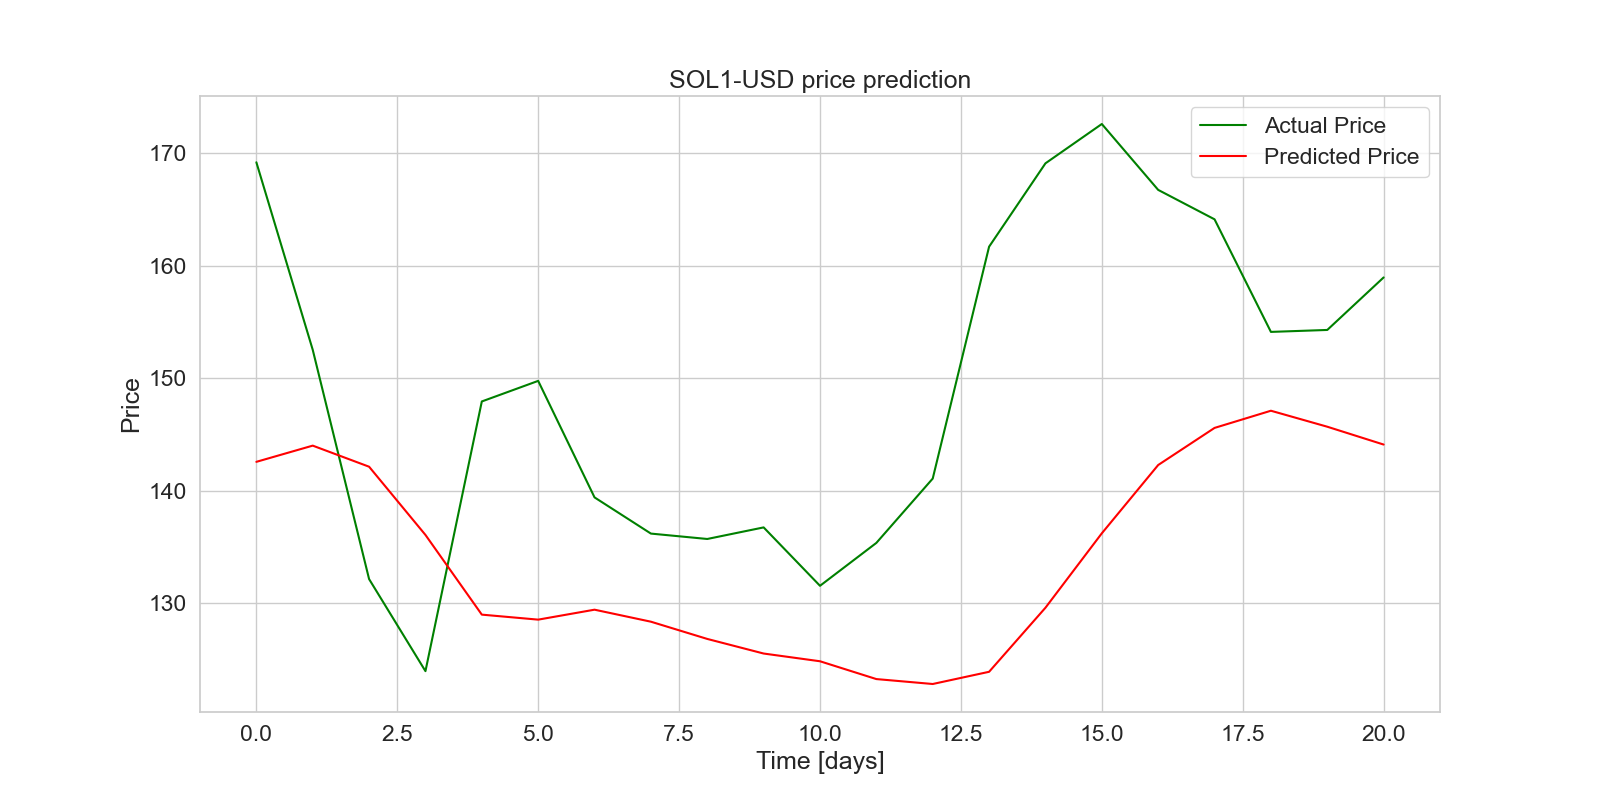 SOL1-USD price prediction
Actual Price
Predicted Price
Price
170
160
150
140
130
0.0 2.5 5.0 7.5 10.0 12.5 15.0 17.5 20.0
Time [days]